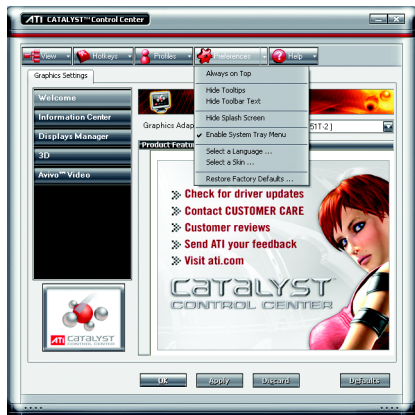 ATI CATALYST™ Control Center
View Hotkeys Profiles Preferences Help
Graphics Settings
Always on Top
Hide Tooltips
Hide Toolbar Text
Hide Splash Screen
Enable System Tray Menu
Select a Language ...
Select a Skin ...
Restore Factory Defaults ...
Welcome
Information Center
Displays Manager
3D
Avivo™ Video
Graphics Adap
51T-2 ]
Product Featu
Check for driver updates
Contact CUSTOMER CARE
Customer reviews
Send ATI your feedback
Visit ati.com
CATALYST
CONTROL CENTER
ATI CATALYST
CONTROL CENTER
Ok Apply Discard Defaults